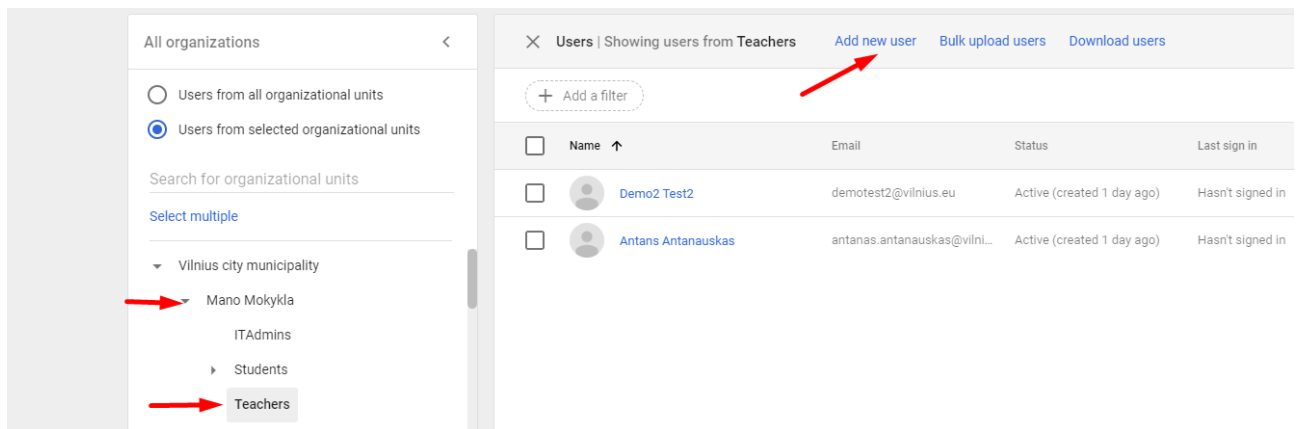 All organizations
Users from all organizational units
Users from selected organizational units
Search for organizational units
Select multiple
Vilnius city municipality
Mano Mokykla
ITAdmins
Students
Teachers
Users | Showing users from Teachers Add new user Bulk upload users Download users
Add a filter
Name Email Status Last sign in
Demo2 Test2 demotest2@vilnius.eu Active (created 1 day ago) Hasn't signed in
Antans Antanauskas antanas.antanauskas@vilni... Active (created 1 day ago) Hasn't signed in